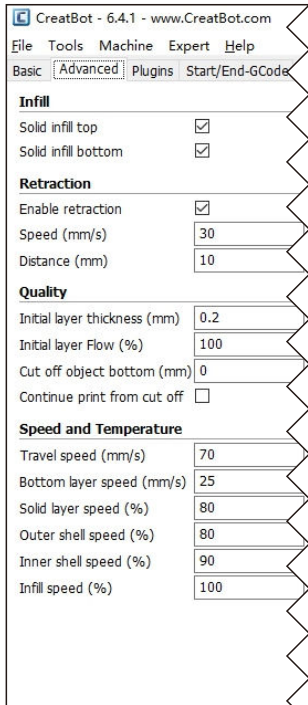 CreatBot - 6.4.1 - www.CreatBot.com
File Tools Machine Expert Help
Basic Advanced Plugins Start/End-GCode
Infill
Solid infill top
Solid infill bottom
Retraction
Enable retraction
Speed (mm/s) 30
Distance (mm) 10
Quality
Initial layer thickness (mm) 0.2
Initial layer Flow (%) 100
Cut off object bottom (mm) 0
Continue print from cut off
Speed and Temperature
Travel speed (mm/s) 70
Bottom layer speed (mm/s) 25
Solid layer speed (%) 80
Outer shell speed (%) 80
Inner shell speed (%) 90
Infill speed (%) 100